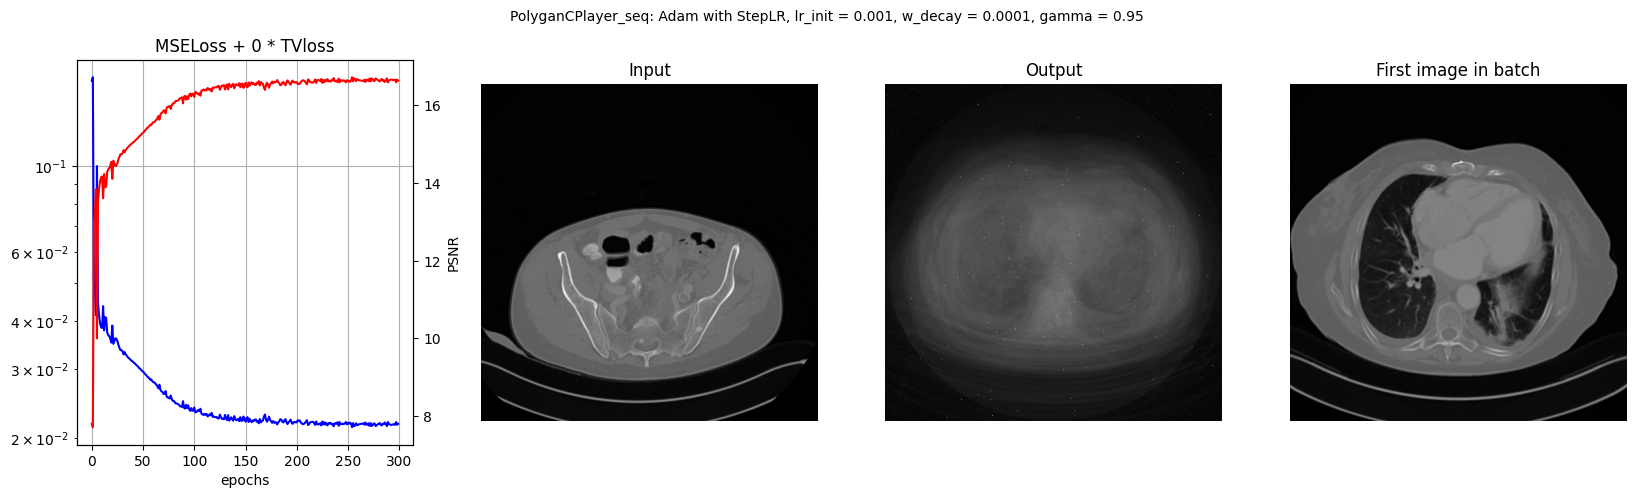 PolyganCPlayer_seq: Adam with StepLR, lr_init = 0.001, w_decay = 0.0001, gamma = 0.95
MSELoss + 0 * TVloss
Input
Output
First image in batch
10⁻¹
6 × 10⁻²
4 × 10⁻²
3 × 10⁻²
2 × 10⁻²
16
14
12
10
8
PSNR
0 50 100 150 200 250 300
epochs